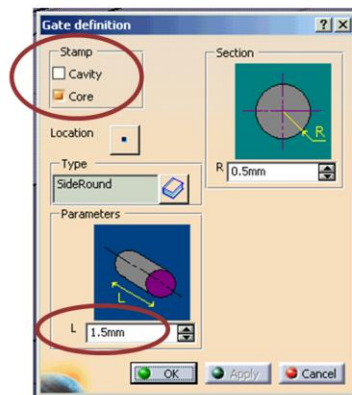 Gate definition
Stamp
Cavity
Core
Location
Type
SideRound
Parameters
L
L 1.5mm
Section
R
R 0.5mm
OK
Apply
Cancel